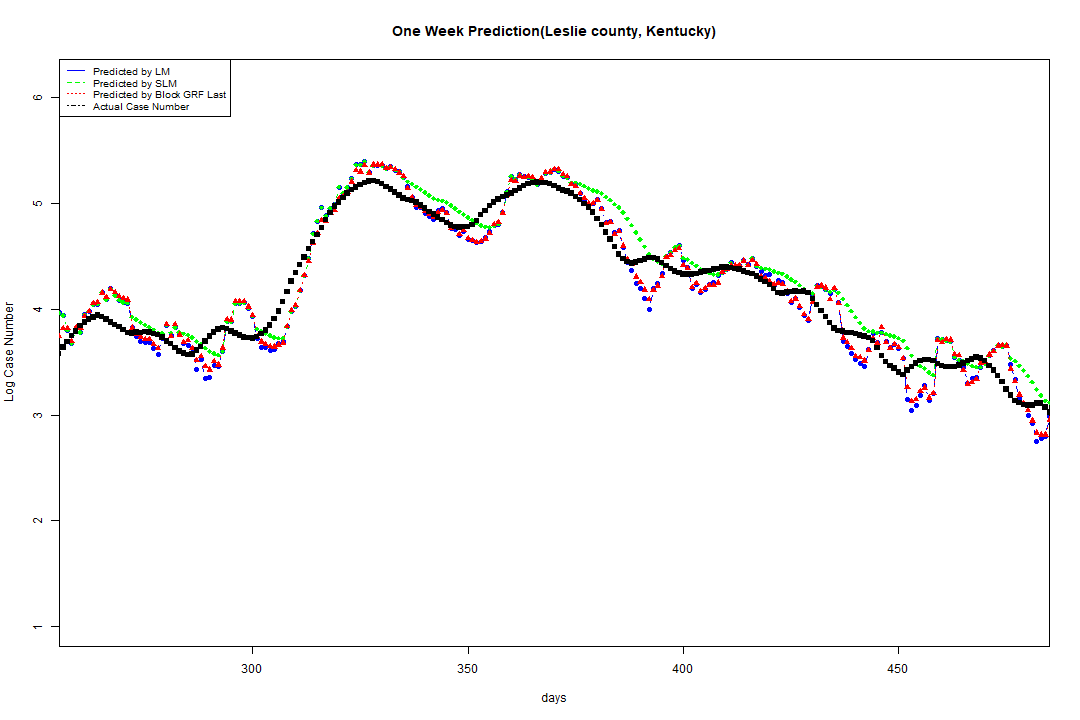 One Week Prediction(Leslie county, Kentucky)
Predicted by LM
Predicted by SLM
Predicted by Block GRF Last
Actual Case Number
6
5
4
3
2
1
Log Case Number
300 350 400 450
days